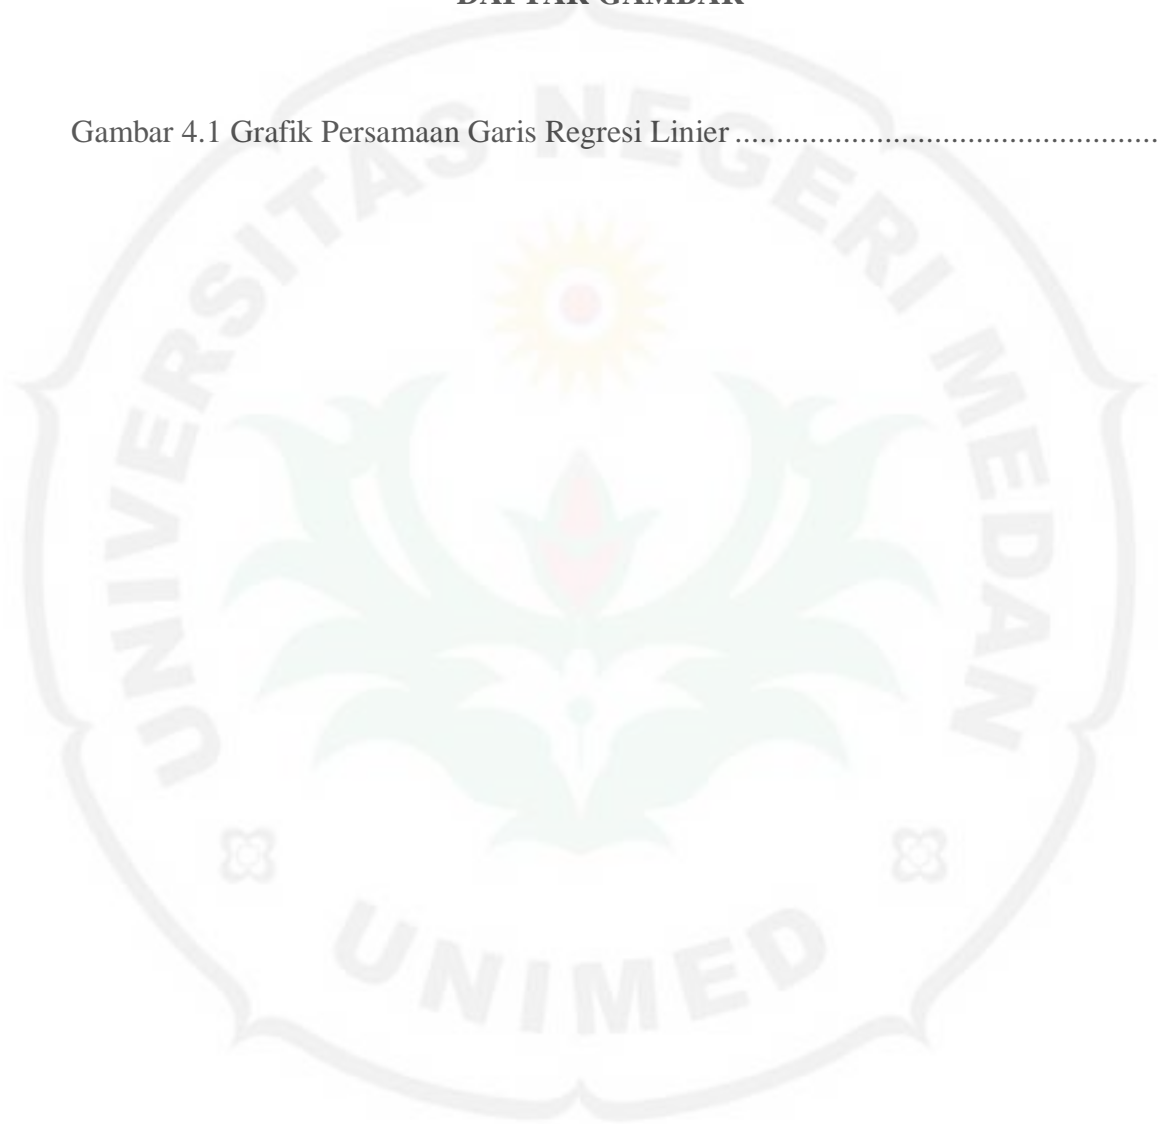 DAFTAR GAMBAR
Gambar 4.1 Grafik Persamaan Garis Regresi Linier ....................................................
UNIVERSITAS NEGERI MEDAN
UNIMED